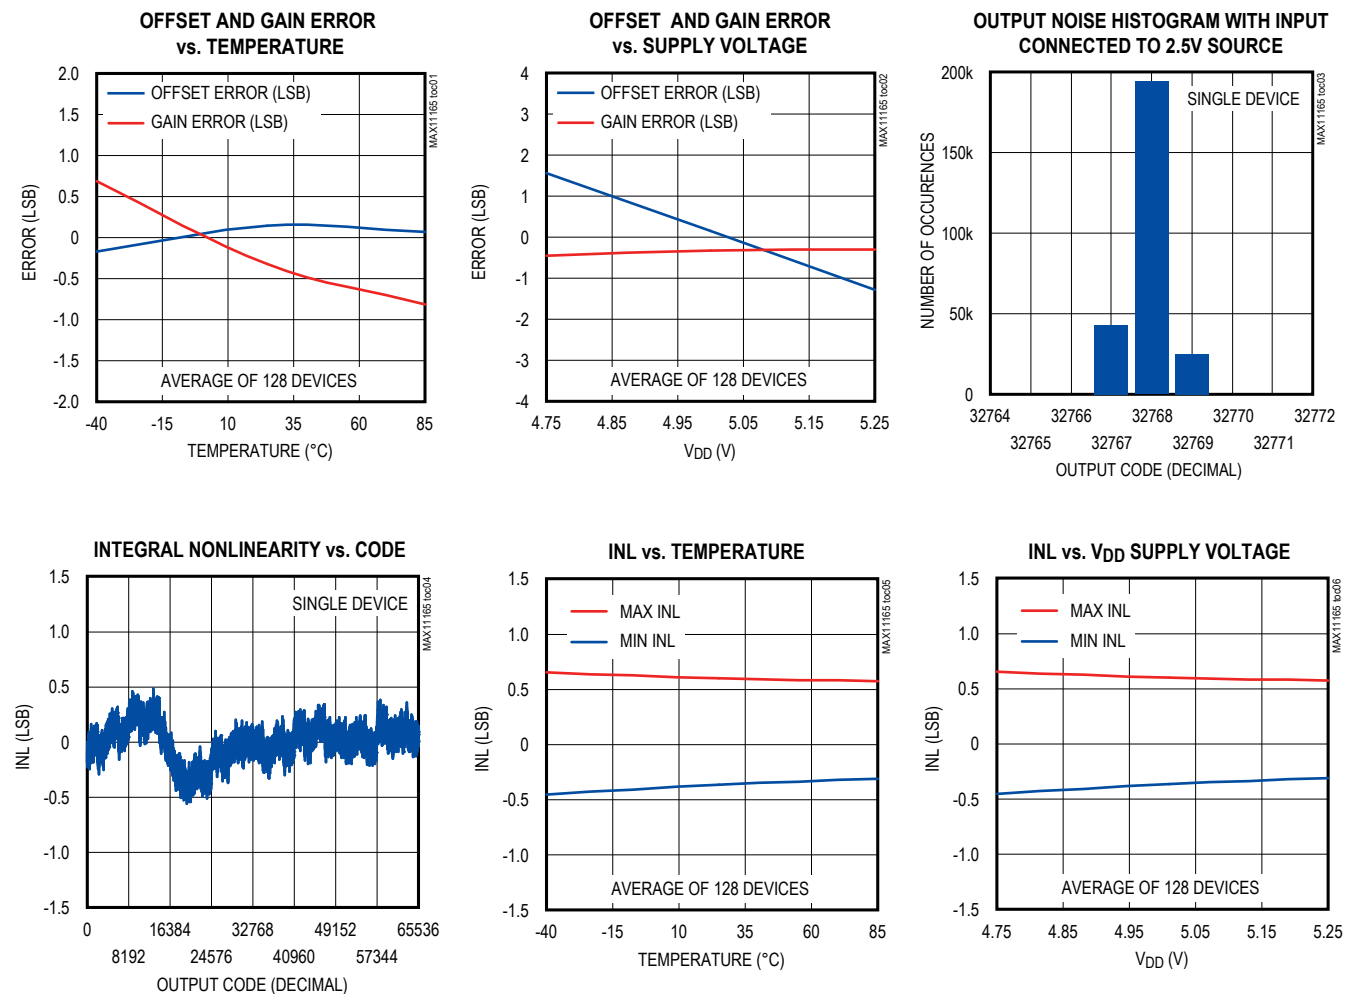 OFFSET AND GAIN ERROR
vs. TEMPERATURE
2.0
1.5
1.0
0.5
0
-0.5
-1.0
-1.5
-2.0
ERROR (LSB)
OFFSET ERROR (LSB)
GAIN ERROR (LSB)
MAX11165 toc01
AVERAGE OF 128 DEVICES
-40 -15 10 35 60 85
TEMPERATURE (°C)
OFFSET AND GAIN ERROR
vs. SUPPLY VOLTAGE
4
3
2
1
0
-1
-2
-3
-4
ERROR (LSB)
OFFSET ERROR (LSB)
GAIN ERROR (LSB)
MAX11165 toc02
AVERAGE OF 128 DEVICES
4.75 4.85 4.95 5.05 5.15 5.25
VDD (V)
OUTPUT NOISE HISTOGRAM WITH INPUT
CONNECTED TO 2.5V SOURCE
200k
150k
100k
50k
0
NUMBER OF OCCURENCES
SINGLE DEVICE
MAX11165 toc03
32764 32766 32768 32770 32772
32765 32767 32769 32771
OUTPUT CODE (DECIMAL)
INTEGRAL NONLINEARITY vs. CODE
1.5
1.0
0.5
0
-0.5
-1.0
-1.5
INL (LSB)
SINGLE DEVICE
MAX11165 toc04
0 16384 32768 49152 65536
8192 24576 40960 57344
OUTPUT CODE (DECIMAL)
INL vs. TEMPERATURE
1.5
1.0
0.5
0
-0.5
-1.0
-1.5
INL (LSB)
MAX INL
MIN INL
MAX11165 toc05
AVERAGE OF 128 DEVICES
-40 -15 10 35 60 85
TEMPERATURE (°C)
INL vs. VDD SUPPLY VOLTAGE
1.5
1.0
0.5
0
-0.5
-1.0
-1.5
INL (LSB)
MAX INL
MIN INL
MAX11165 toc06
AVERAGE OF 128 DEVICES
4.75 4.85 4.95 5.05 5.15 5.25
VDD (V)